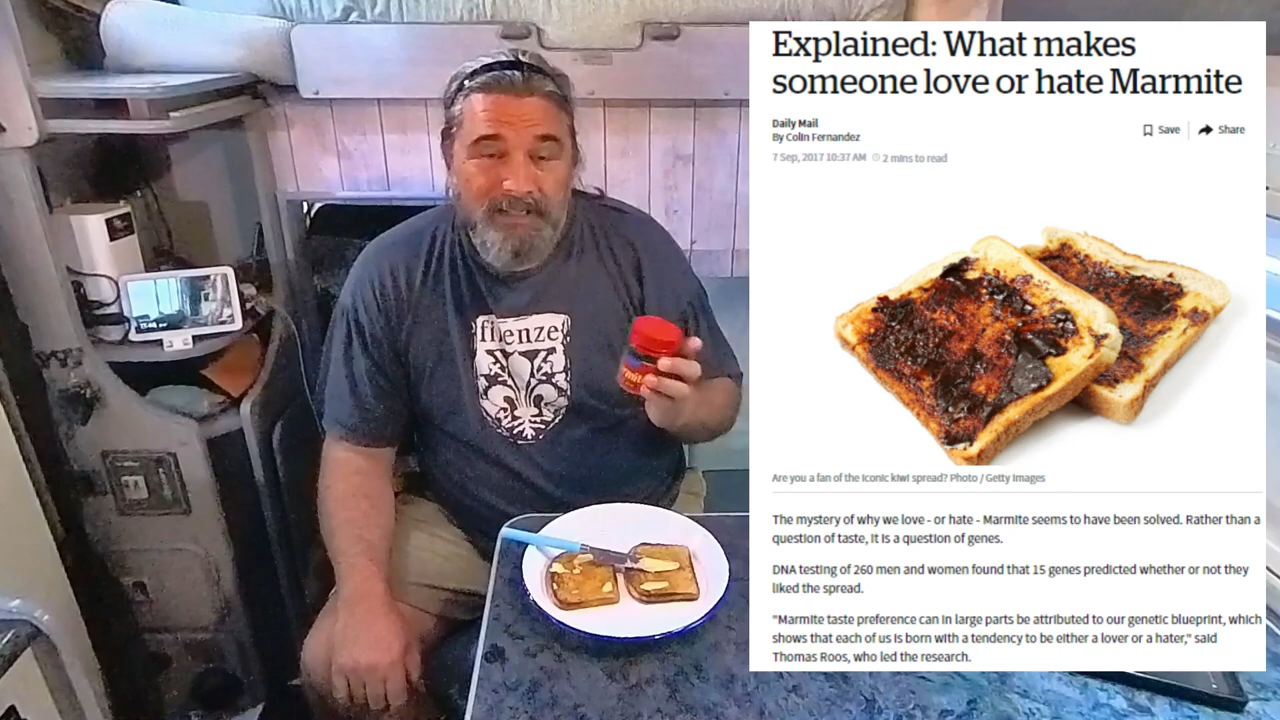 firenze
Explained: What makes
someone love or hate Marmite
Daily Mail
By Colin Fernandez
Save
Share
7 Sep, 2017 10:37 AM
2 mins to read
Are you a fan of the iconic kiwi spread? Photo / Getty Images
The mystery of why we love - or hate - Marmite seems to have been solved. Rather than a
question of taste, it is a question of genes.
DNA testing of 260 men and women found that 15 genes predicted whether or not they
liked the spread.
"Marmite taste preference can in large parts be attributed to our genetic blueprint, which
shows that each of us is born with a tendency to be either a lover or a hater," said
Thomas Roos, who led the research.